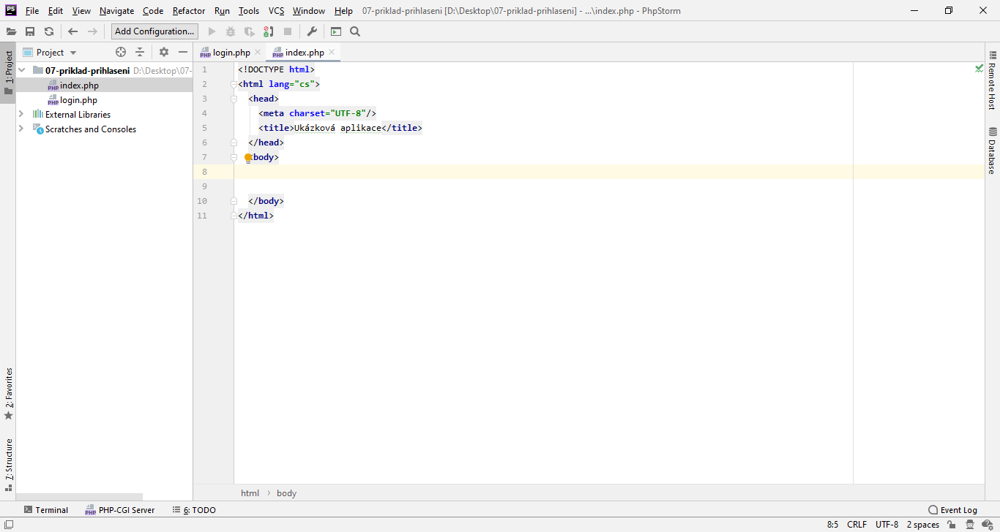 PS File Edit View Navigate Code Refactor Run Tools VCS Window Help 07-priklad-prihlaseni [D:\Desktop\07-priklad-prihlaseni] - ...\index.php - PhpStorm
Add Configuration...
1: Project
Project
login.php
index.php
07-priklad-prihlaseni D:\Desktop\07-
index.php
login.php
External Libraries
Scratches and Consoles
1 <!DOCTYPE html>
2 <html lang="cs">
3 <head>
4 <meta charset="UTF-8"/>
5 <title>Ukázková aplikace</title>
6 </head>
7 <body>
8
9
10 </body>
11 </html>
Remote Host
Database
2: Favorites
7: Structure
html › body
Terminal PHP-CGI Server 6: TODO Event Log
8:5 CRLF UTF-8 2 spaces